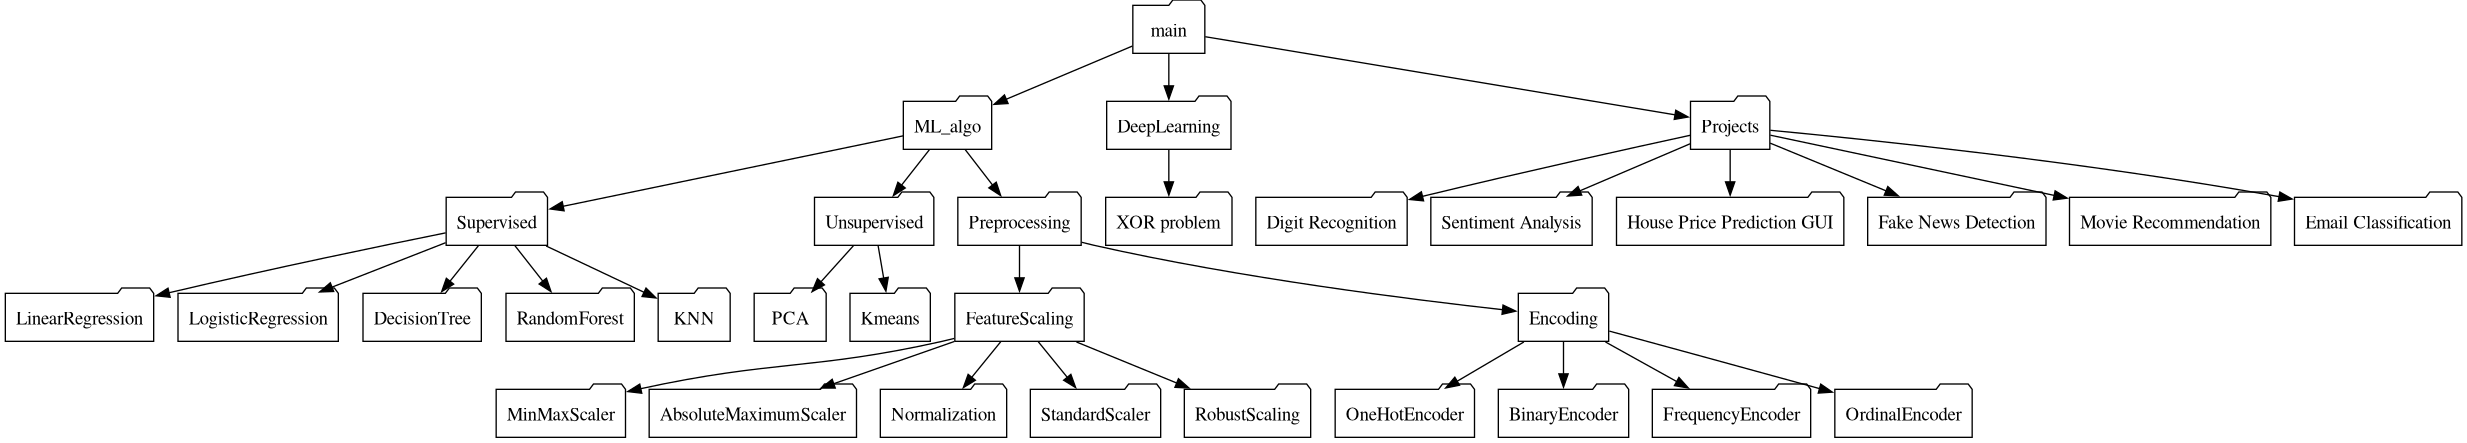 main
ML_algo
DeepLearning
Projects
Supervised
Unsupervised
Preprocessing
XOR problem
Digit Recognition
Sentiment Analysis
House Price Prediction GUI
Fake News Detection
Movie Recommendation
Email Classification
LinearRegression
LogisticRegression
DecisionTree
RandomForest
KNN
PCA
Kmeans
FeatureScaling
Encoding
MinMaxScaler
AbsoluteMaximumScaler
Normalization
StandardScaler
RobustScaling
OneHotEncoder
BinaryEncoder
FrequencyEncoder
OrdinalEncoder